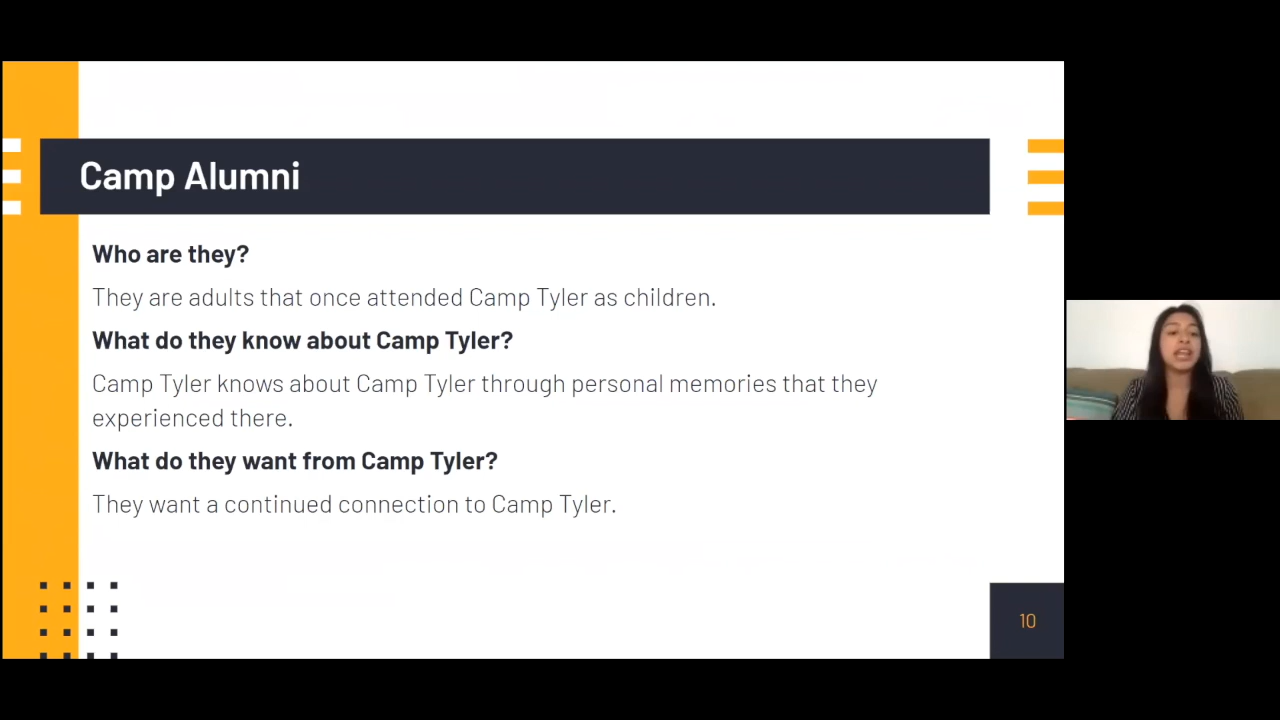 Camp Alumni
Who are they?
They are adults that once attended Camp Tyler as children.
What do they know about Camp Tyler?
Camp Tyler knows about Camp Tyler through personal memories that they
experienced there.
What do they want from Camp Tyler?
They want a continued connection to Camp Tyler.
10